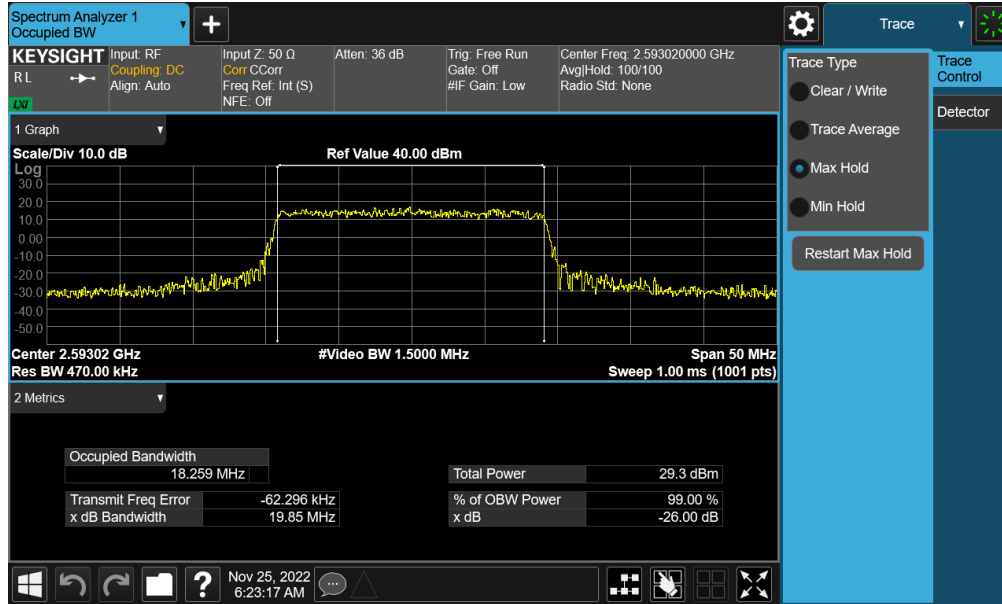 Spectrum Analyzer 1
Occupied BW
Trace
KEYSIGHT
R L
LXI
Input: RF
Coupling: DC
Align: Auto
Input Z: 50 Ω
Corr CCorr
Freq Ref: Int (S)
NFE: Off
Atten: 36 dB
Trig: Free Run
Gate: Off
#IF Gain: Low
Center Freq: 2.593020000 GHz
Avg|Hold: 100/100
Radio Std: None
Trace Type
Clear / Write
Trace Average
Max Hold
Min Hold
Restart Max Hold
Trace
Control
Detector
1 Graph
Scale/Div 10.0 dB
Ref Value 40.00 dBm
Log
30.0
20.0
10.0
0.00
-10.0
-20.0
-30.0
-40.0
-50.0
Center 2.59302 GHz
#Video BW 1.5000 MHz
Span 50 MHz
Res BW 470.00 kHz
Sweep 1.00 ms (1001 pts)
2 Metrics
Occupied Bandwidth
18.259 MHz
Total Power 29.3 dBm
Transmit Freq Error -62.296 kHz
% of OBW Power 99.00 %
x dB Bandwidth 19.85 MHz
x dB -26.00 dB
?
Nov 25, 2022
6:23:17 AM